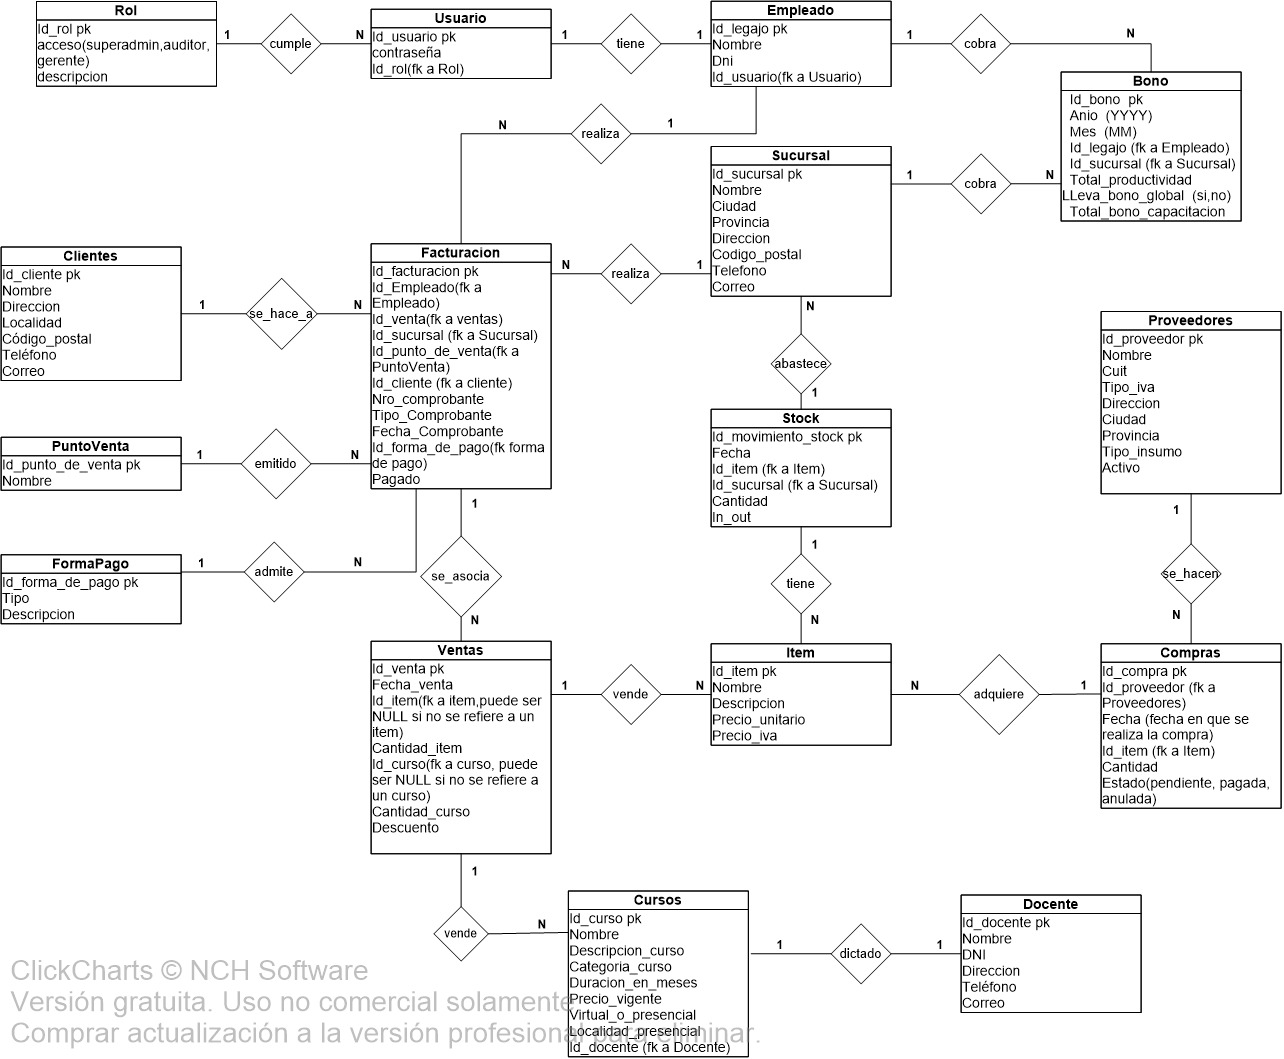 Rol
Id_rol pk
acceso(superadmin,auditor,
gerente)
descripcion
1
cumple
N
Usuario
Id_usuario pk
contraseña
Id_rol(fk a Rol)
1
tiene
1
Empleado
Id_legajo pk
Nombre
Dni
Id_usuario(fk a Usuario)
1
cobra
N
Bono
Id_bono pk
Anio (YYYY)
Mes (MM)
Id_legajo (fk a Empleado)
Id_sucursal (fk a Sucursal)
Total_productividad
LLeva_bono_global (si,no)
Total_bono_capacitacion
N
realiza
1
Sucursal
Id_sucursal pk
Nombre
Ciudad
Provincia
Direccion
Codigo_postal
Telefono
Correo
1
cobra
N
Clientes
Id_cliente pk
Nombre
Direccion
Localidad
Código_postal
Teléfono
Correo
1
se_hace_a
N
Facturacion
Id_facturacion pk
Id_Empleado(fk a
Empleado)
Id_venta(fk a ventas)
Id_sucursal (fk a Sucursal)
Id_punto_de_venta(fk a
PuntoVenta)
Id_cliente (fk a cliente)
Nro_comprobante
Tipo_Comprobante
Fecha_Comprobante
Id_forma_de_pago(fk forma
de pago)
Pagado
N
realiza
1
N
abastece
1
Proveedores
Id_proveedor pk
Nombre
Cuit
Tipo_iva
Direccion
Ciudad
Provincia
Tipo_insumo
Activo
PuntoVenta
Id_punto_de_venta pk
Nombre
1
emitido
N
Stock
Id_movimiento_stock pk
Fecha
Id_item (fk a Item)
Id_sucursal (fk a Sucursal)
Cantidad
In_out
FormaPago
Id_forma_de_pago pk
Tipo
Descripcion
1
admite
N
1
se_asocia
N
1
tiene
N
1
se_hacen
N
Ventas
Id_venta pk
Fecha_venta
Id_item(fk a item,puede ser
NULL si no se refiere a un
item)
Cantidad_item
Id_curso(fk a curso, puede
ser NULL si no se refiere a
un curso)
Cantidad_curso
Descuento
1
vende
N
Item
Id_item pk
Nombre
Descripcion
Precio_unitario
Precio_iva
N
adquiere
1
Compras
Id_compra pk
Id_proveedor (fk a
Proveedores)
Fecha (fecha en que se
realiza la compra)
Id_item (fk a Item)
Cantidad
Estado(pendiente, pagada,
anulada)
1
vende
N
Cursos
Id_curso pk
Nombre
Descripcion_curso
Categoria_curso
Duracion_en_meses
Precio_vigente
Virtual_o_presencial
Localidad_presencial
Id_docente (fk a Docente)
1
dictado
1
Docente
Id_docente pk
Nombre
DNI
Direccion
Teléfono
Correo
ClickCharts © NCH Software
Versión gratuita. Uso no comercial solamente.
Comprar actualización a la versión profesional para eliminar.